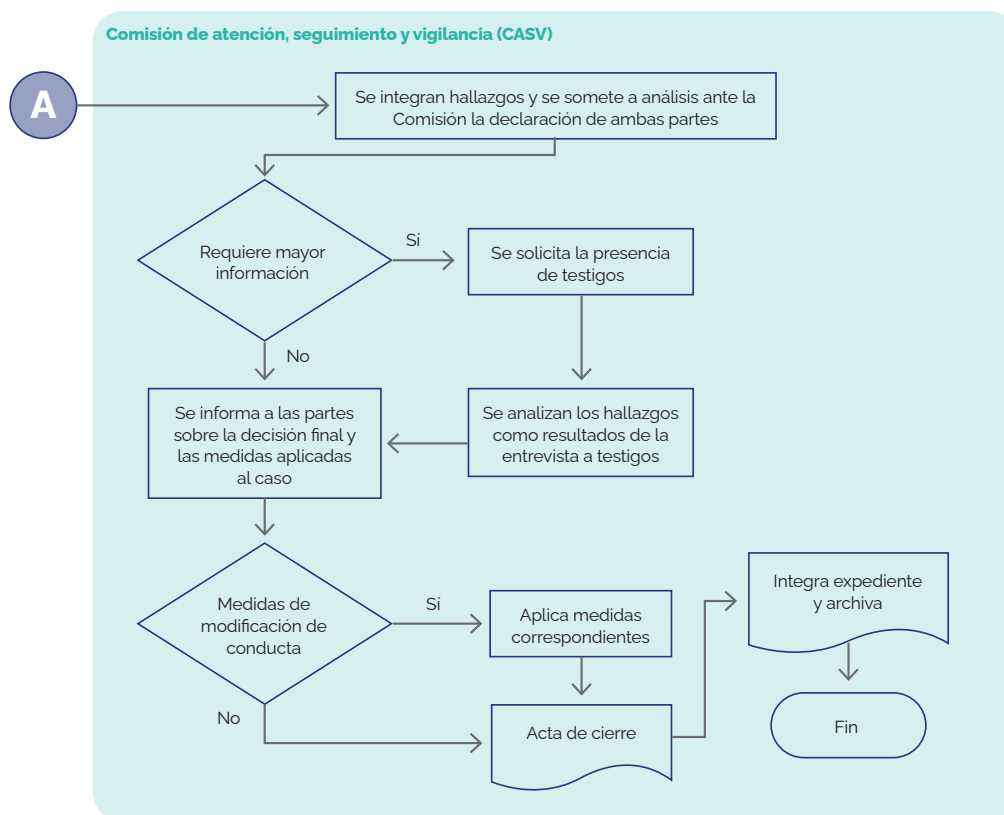 Comisión de atención, seguimiento y vigilancia (CASV)
A
Se integran hallazgos y se somete a análisis ante la
Comisión la declaración de ambas partes
Requiere mayor
información
Sí
Se solicita la presencia
de testigos
No
Se informa a las partes
sobre la decisión final y
las medidas aplicadas
al caso
Se analizan los hallazgos
como resultados de la
entrevista a testigos
Medidas de
modificación de
conducta
Sí
Aplica medidas
correspondientes
No
Acta de cierre
Integra expediente
y archiva
Fin